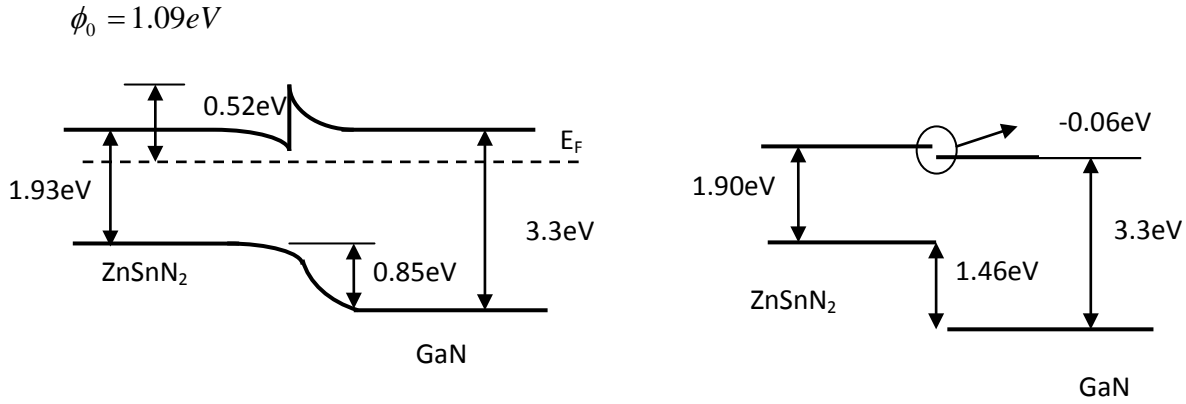 ϕ₀ = 1.09eV
0.52eV
E_F
1.93eV
3.3eV
ZnSnN₂
0.85eV
GaN
-0.06eV
1.90eV
3.3eV
1.46eV
ZnSnN₂
GaN